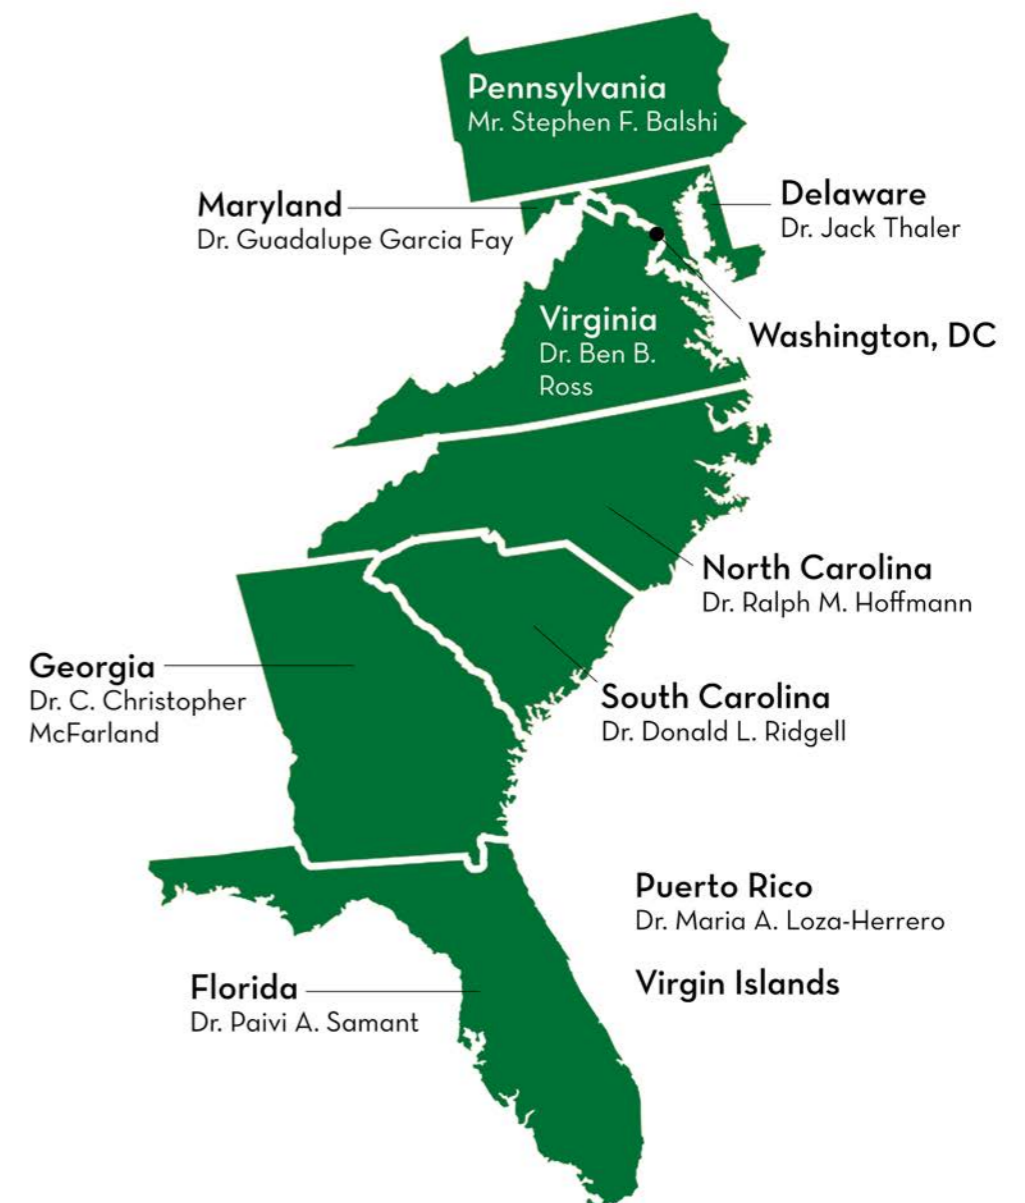 Pennsylvania
Mr. Stephen F. Balshi
Maryland
Dr. Guadalupe Garcia Fay
Delaware
Dr. Jack Thaler
Virginia
Dr. Ben B.
Ross
Washington, DC
North Carolina
Dr. Ralph M. Hoffmann
Georgia
Dr. C. Christopher
McFarland
South Carolina
Dr. Donald L. Ridgell
Puerto Rico
Dr. Maria A. Loza-Herrero
Virgin Islands
Florida
Dr. Paivi A. Samant